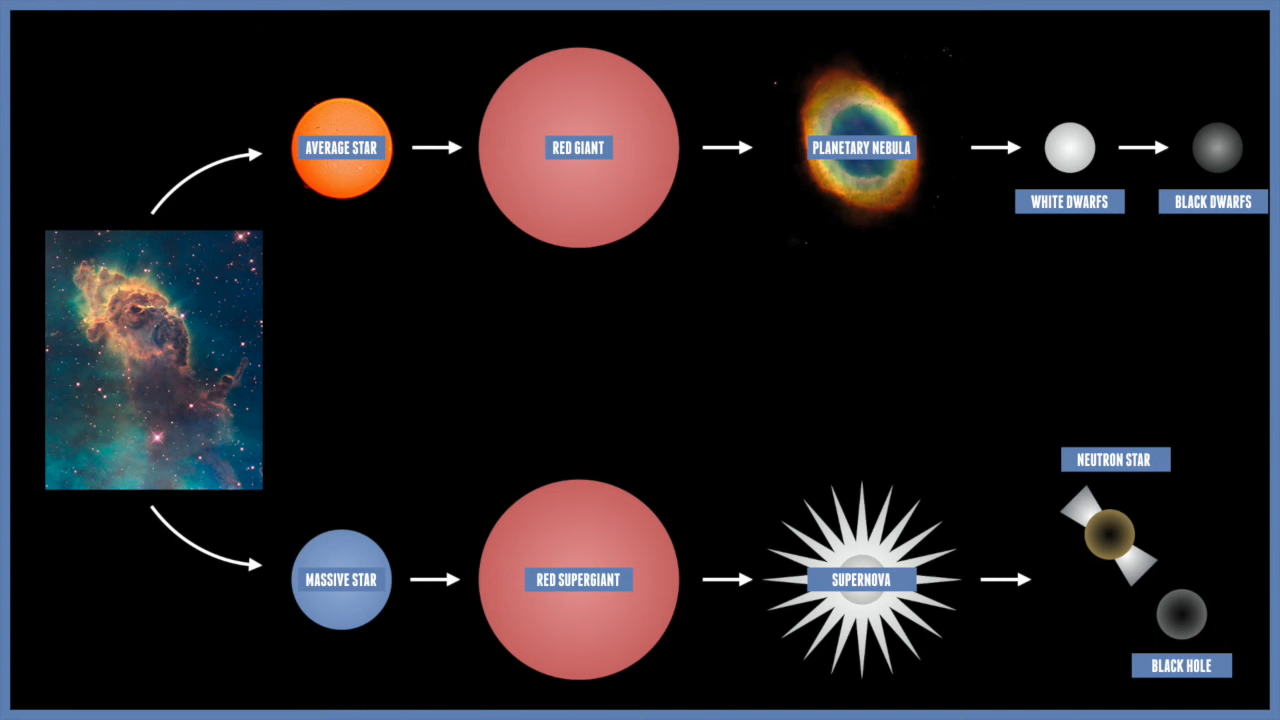 AVERAGE STAR
RED GIANT
PLANETARY NEBULA
WHITE DWARFS
BLACK DWARFS
MASSIVE STAR
RED SUPERGIANT
SUPERNOVA
NEUTRON STAR
BLACK HOLE